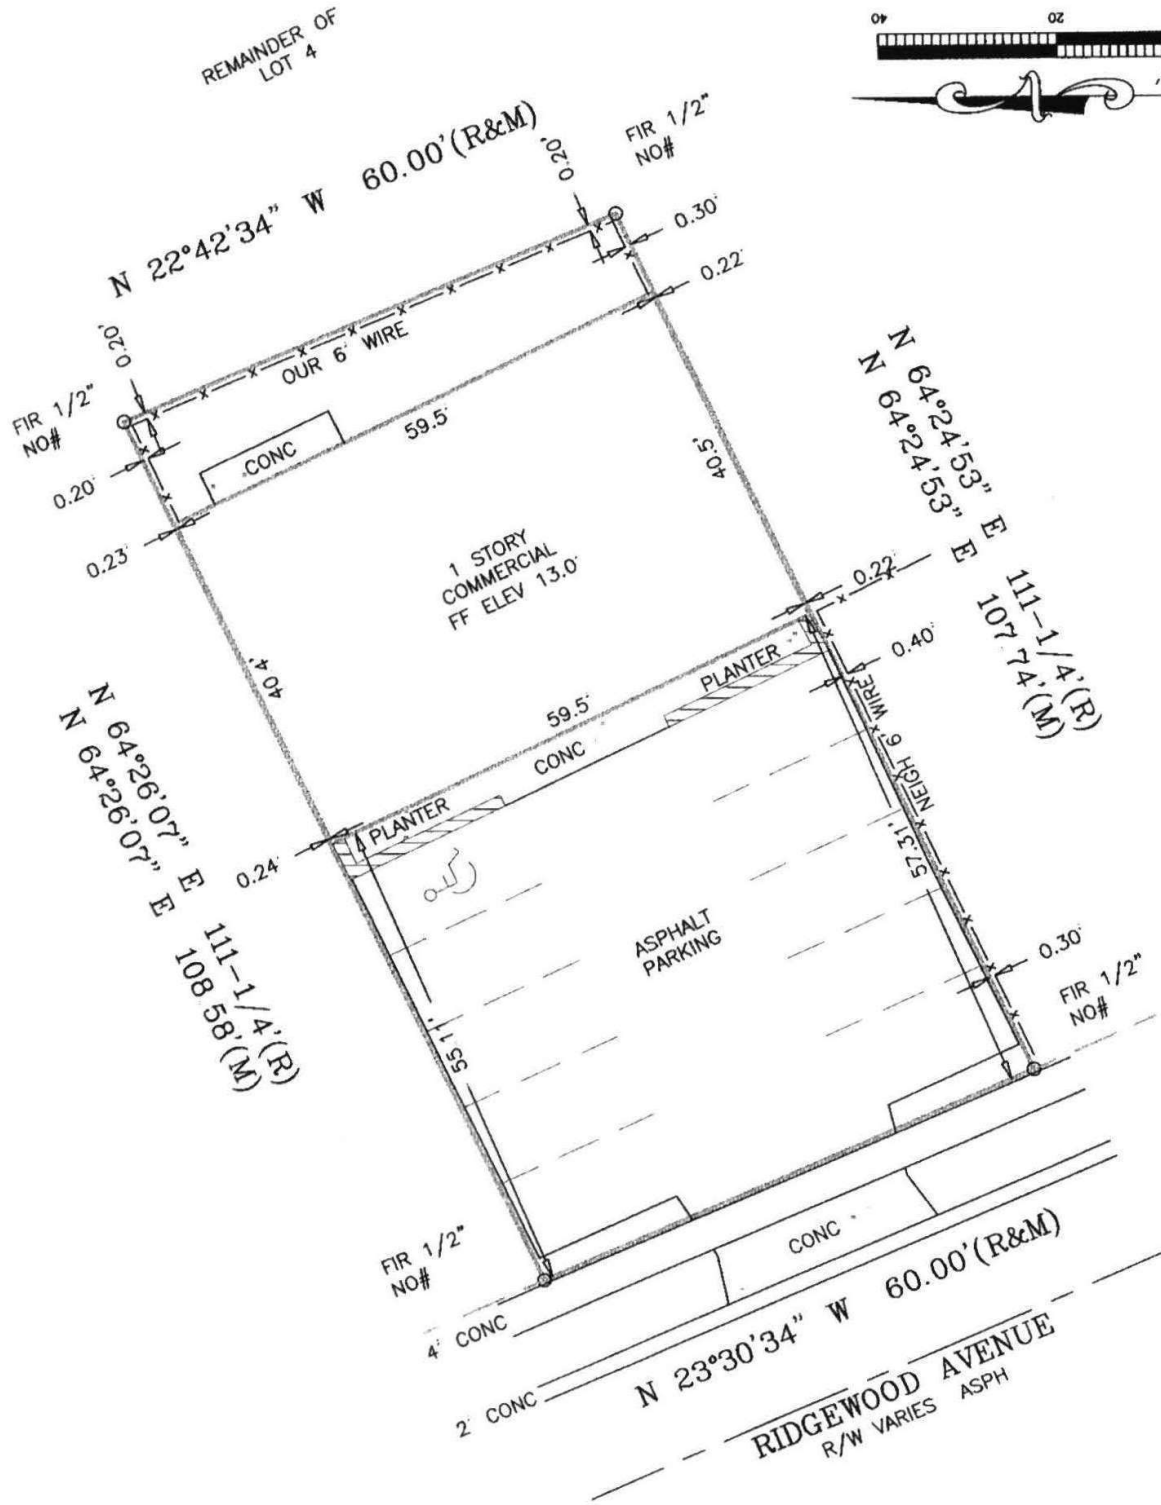 40
20
REMAINDER OF
LOT 4
N 22°42'34" W 60.00'(R&M)
0.20'
FIR 1/2"
NO#
0.30'
0.22'
0.20'
OUR 6' WIRE
FIR 1/2"
NO#
59.5'
CONC
0.20'
0.23'
40.5'
N 64°24'53" E 111-1/4'(R)
N 64°24'53" E 107.74'(M)
1 STORY
COMMERCIAL
FF ELEV 13.0'
0.22'
0.40'
40.4'
PLANTER
59.5'
CONC
NEIGH 6' WIRE
N 64°26'07" E 111-1/4'(R)
N 64°26'07" E 108.58'(M)
PLANTER
0.24'
57.31'
ASPHALT
PARKING
0.30'
FIR 1/2"
NO#
55.11'
FIR 1/2"
NO#
4' CONC
CONC
2' CONC
N 23°30'34" W 60.00'(R&M)
RIDGEWOOD AVENUE
R/W VARIES ASPH